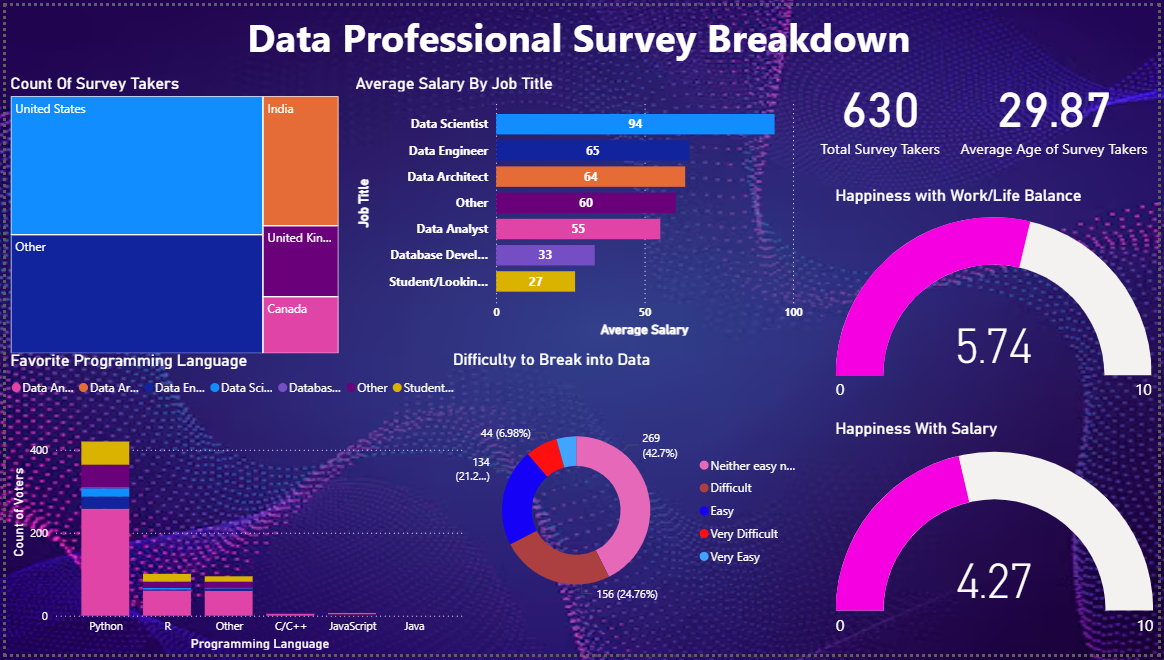 Data Professional Survey Breakdown
Count Of Survey Takers
United States
India
Other
United Kin...
Canada
Average Salary By Job Title
Job Title
Data Scientist
94
Data Engineer
65
Data Architect
64
Other
60
Data Analyst
55
Database Devel...
33
Student/Lookin...
27
0
50
100
Average Salary
630
Total Survey Takers
29.87
Average Age of Survey Takers
Happiness with Work/Life Balance
5.74
0
10
Happiness With Salary
4.27
0
10
Favorite Programming Language
Data An... Data Ar... Data En... Data Sci... Databas... Other Student...
Count of Voters
400
200
0
Python
R
Other
C/C++
JavaScript
Java
Programming Language
Difficulty to Break into Data
44 (6.98%)
269
(42.7%)
134
(21.2...)
156 (24.76%)
Neither easy n...
Difficult
Easy
Very Difficult
Very Easy